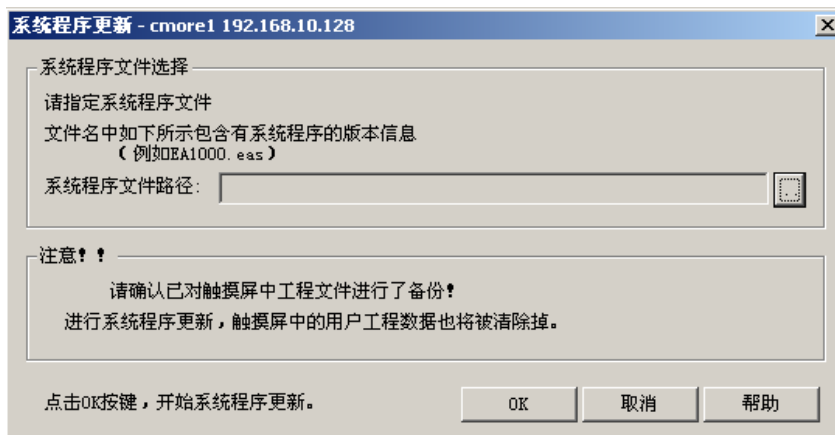 系统程序更新 - cmore1 192.168.10.128
系统程序文件选择
请指定系统程序文件
文件名中如下所示包含有系统程序的版本信息
（例如EA1000.eas）
系统程序文件路径:
..
注意！！
请确认已对触摸屏中工程文件进行了备份！
进行系统程序更新，触摸屏中的用户工程数据也将被清除掉。
点击OK按键，开始系统程序更新。
OK
取消
帮助